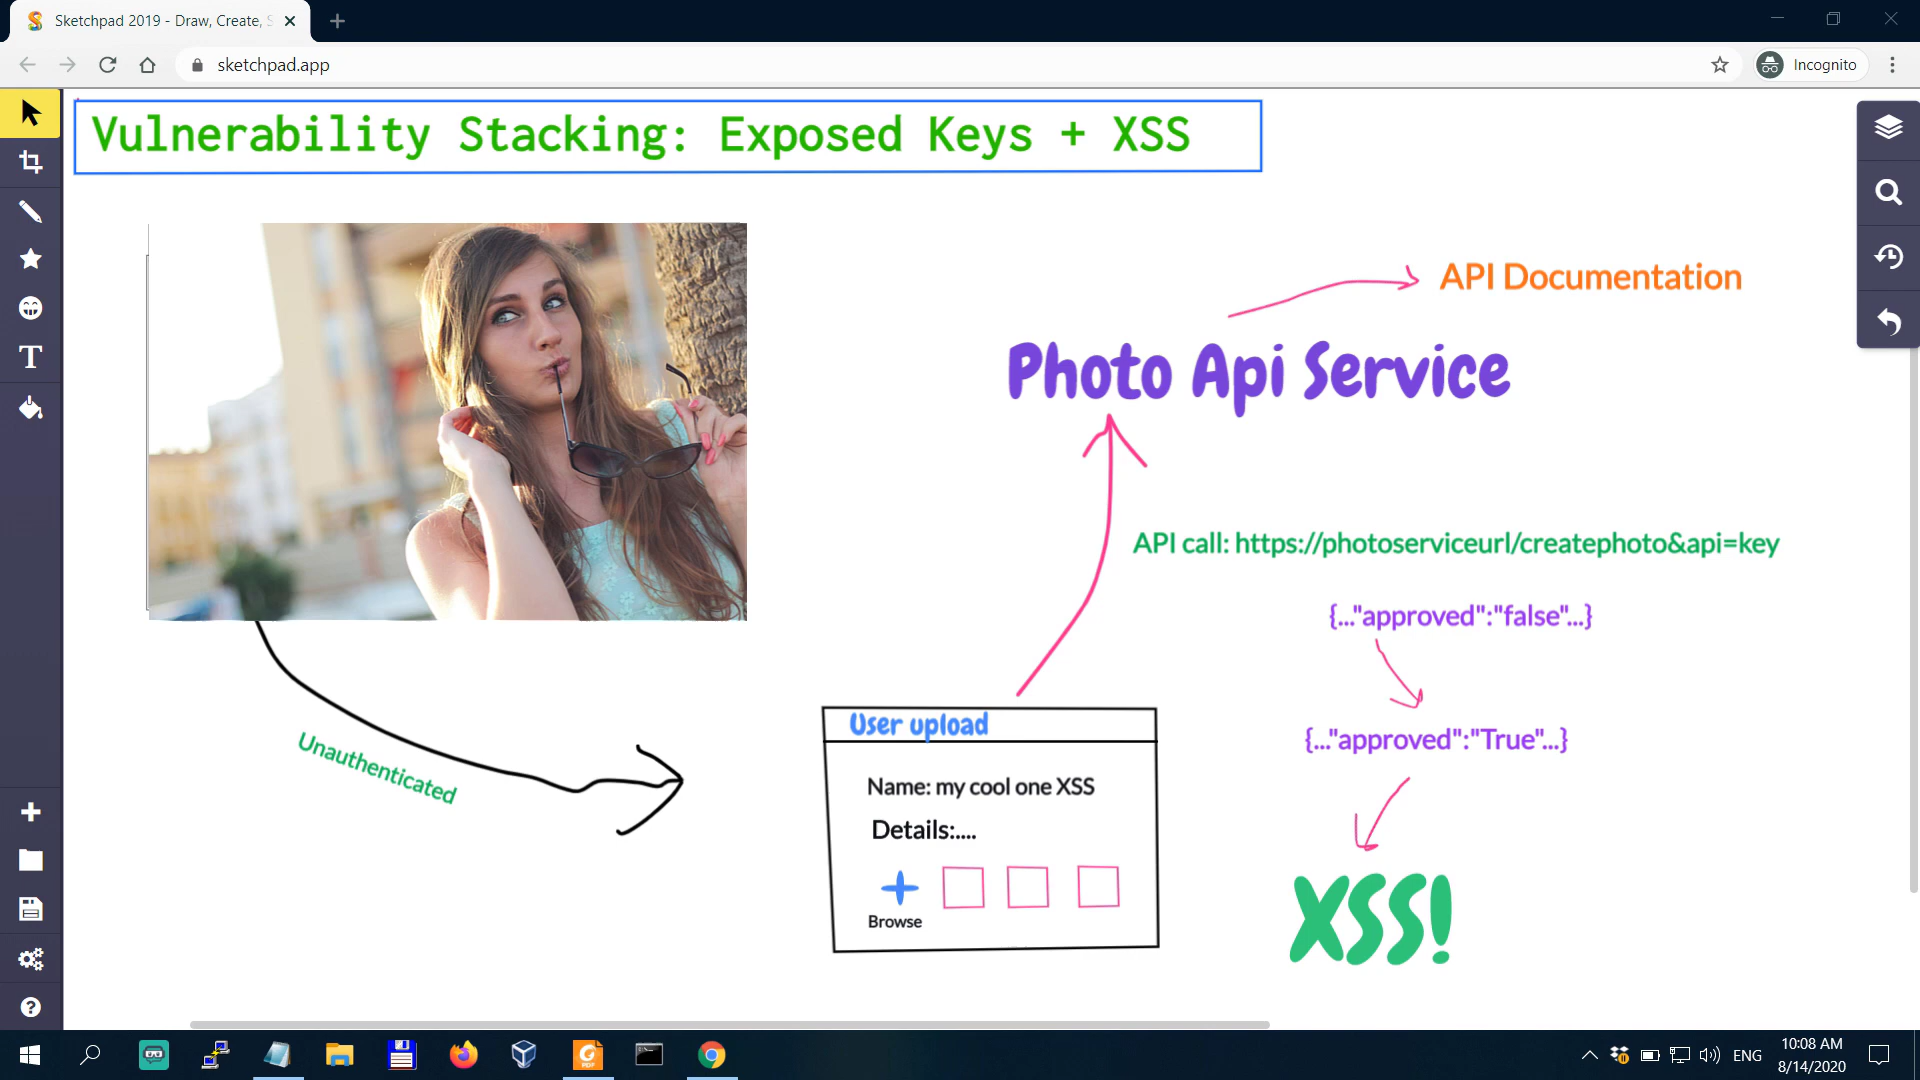 Sketchpad 2019 - Draw, Create, S
sketchpad.app
Incognito
Vulnerability Stacking: Exposed Keys + XSS
API Documentation
Photo Api Service
API call: https://photoserviceurl/createphoto&api=key
{..."approved":"false"...}
{..."approved":"True"...}
XSS!
Unauthenticated
User upload
Name: my cool one XSS
Details:....
Browse
T
ENG
10:08 AM
8/14/2020